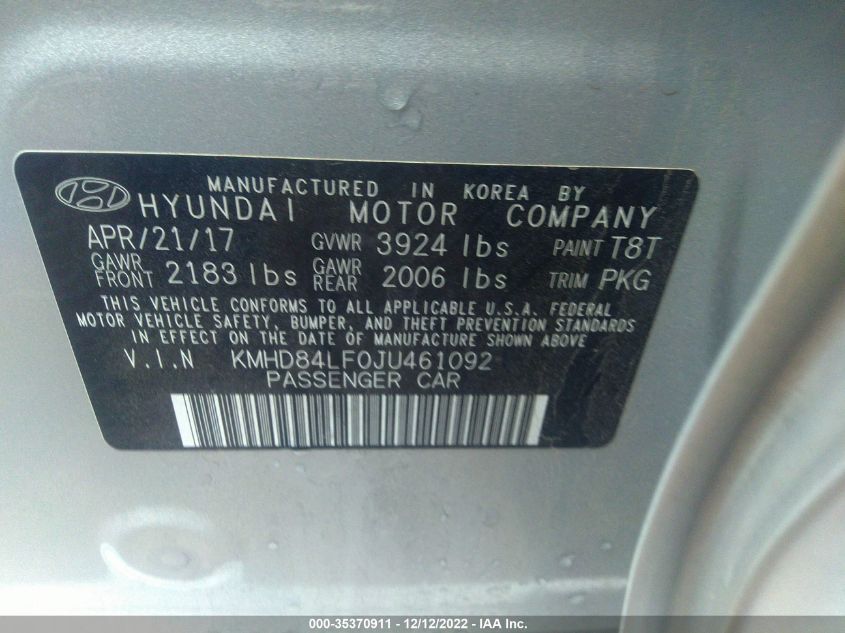 MANUFACTURED IN KOREA BY
HYUNDAI MOTOR COMPANY
APR/21/17 GVWR 3924 lbs PAINT T8T
GAWR FRONT 2183 lbs GAWR REAR 2006 lbs TRIM PKG
THIS VEHICLE CONFORMS TO ALL APPLICABLE U.S.A. FEDERAL
MOTOR VEHICLE SAFETY, BUMPER, AND THEFT PREVENTION STANDARDS
IN EFFECT ON THE DATE OF MANUFACTURE SHOWN ABOVE
V.I.N KMHD84LF0JU461092
PASSENGER CAR
000-35370911 - 12/12/2022 - IAA Inc.